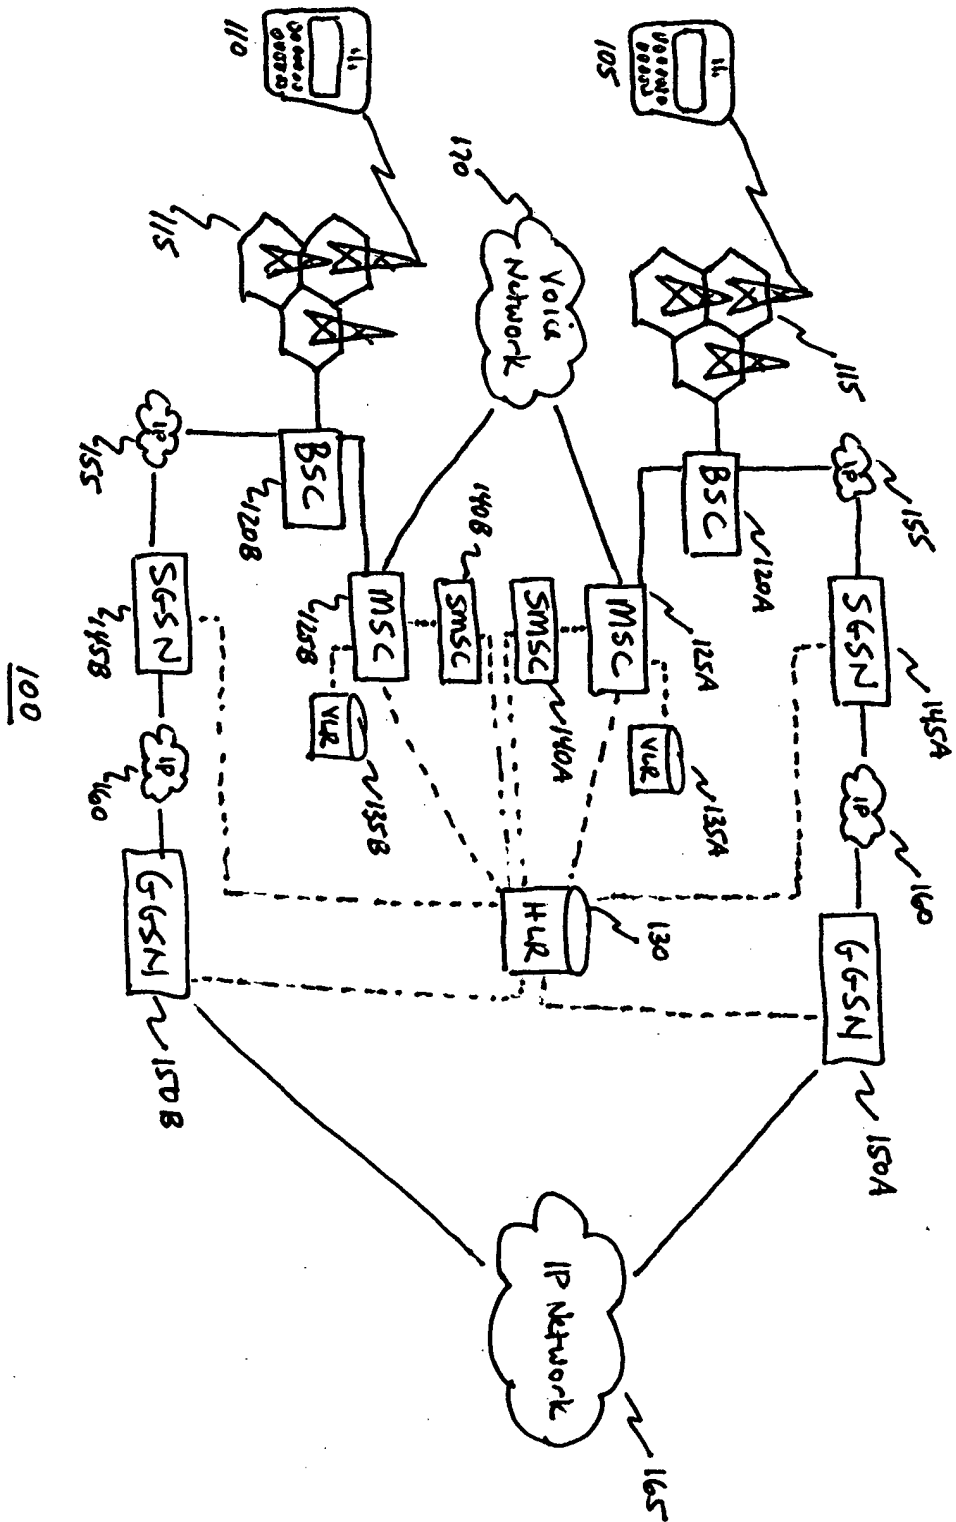 105
115
BSC
120A
IP
155
SGSN
145A
IP
160
GGSN
150A
MSC
125A
VLR
135A
SMSC
140A
170
Voice
Network
HLR
130
IP Network
165
140B
SMSC
MSC
125B
VLR
135B
110
115
BSC
120B
IP
155
SGSN
145B
IP
160
GGSN
150B
100